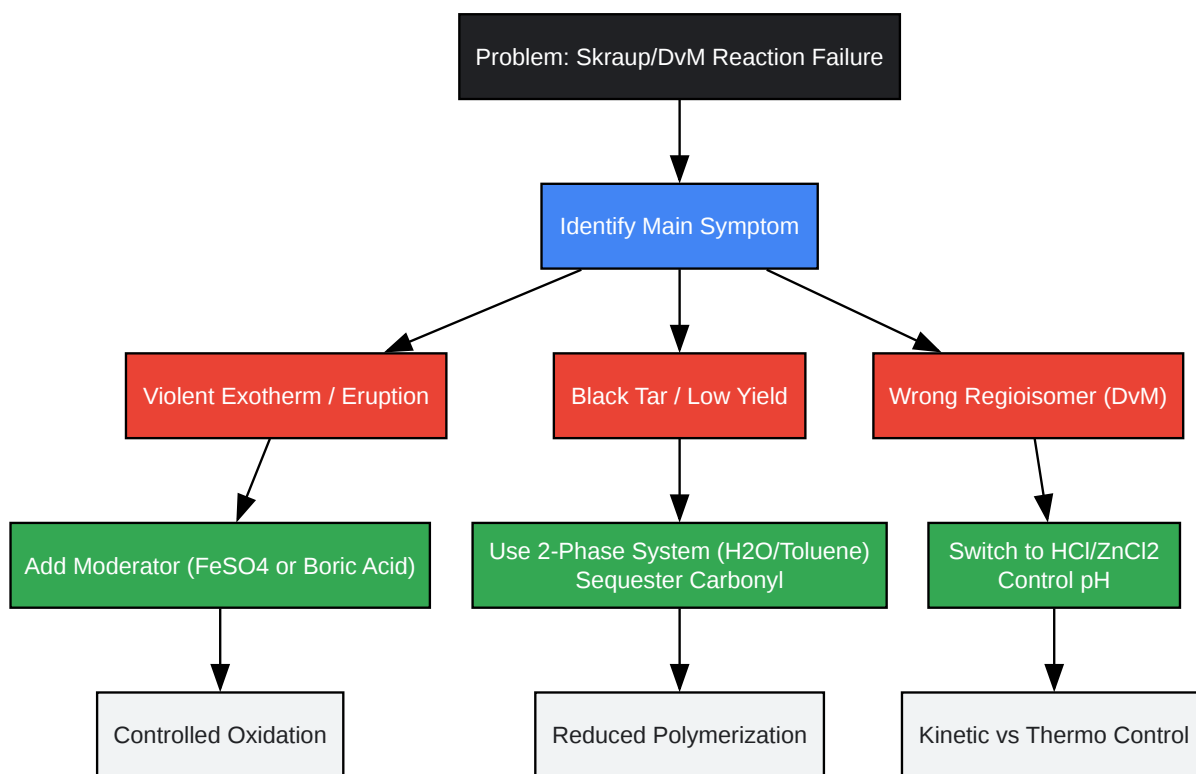 Problem: Skraup/DvM Reaction Failure
Identify Main Symptom
Violent Exotherm / Eruption
Black Tar / Low Yield
Wrong Regioisomer (DvM)
Add Moderator (FeSO4 or Boric Acid)
Use 2-Phase System (H2O/Toluene)
Sequester Carbonyl
Switch to HCl/ZnCl2
Control pH
Controlled Oxidation
Reduced Polymerization
Kinetic vs Thermo Control